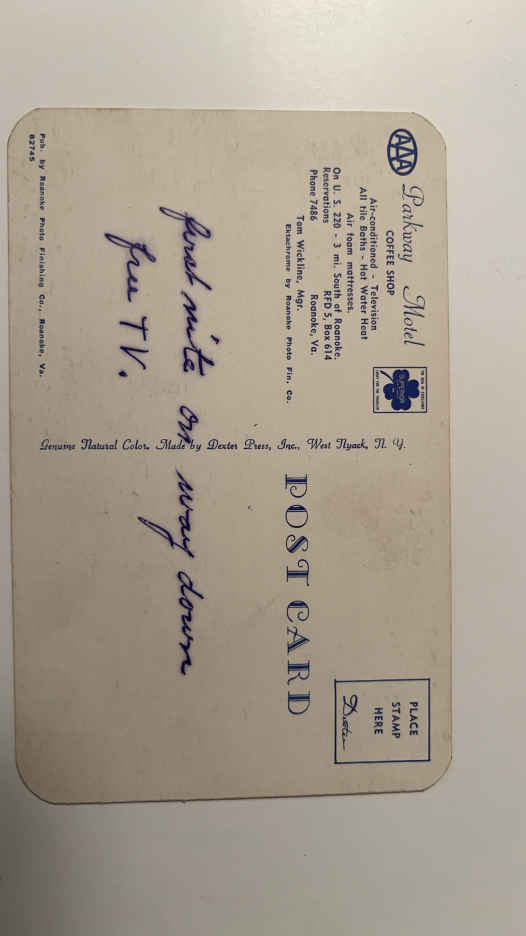 AAA
Parkway Motel
COFFEE SHOP
Air-conditioned - Television
All tile Baths - Hot Water Heat
Air foam mattresses.
On U. S. 220 - 3 mi. South of Roanoke.
Reservations RFD 5, Box 614
Phone 7486 Roanoke, Va.
Tom Wickline, Mgr.
Ektachrome by Roanoke Photo Fin. Co.
SUPERIOR
first nite on way down
free TV.
Pub. by Roanoke Photo Finishing Co., Roanoke, Va.
82745
Genuine Natural Color. Made by Dexter Press, Inc., West Nyack, N. Y.
POST CARD
PLACE
STAMP
HERE
Dexter